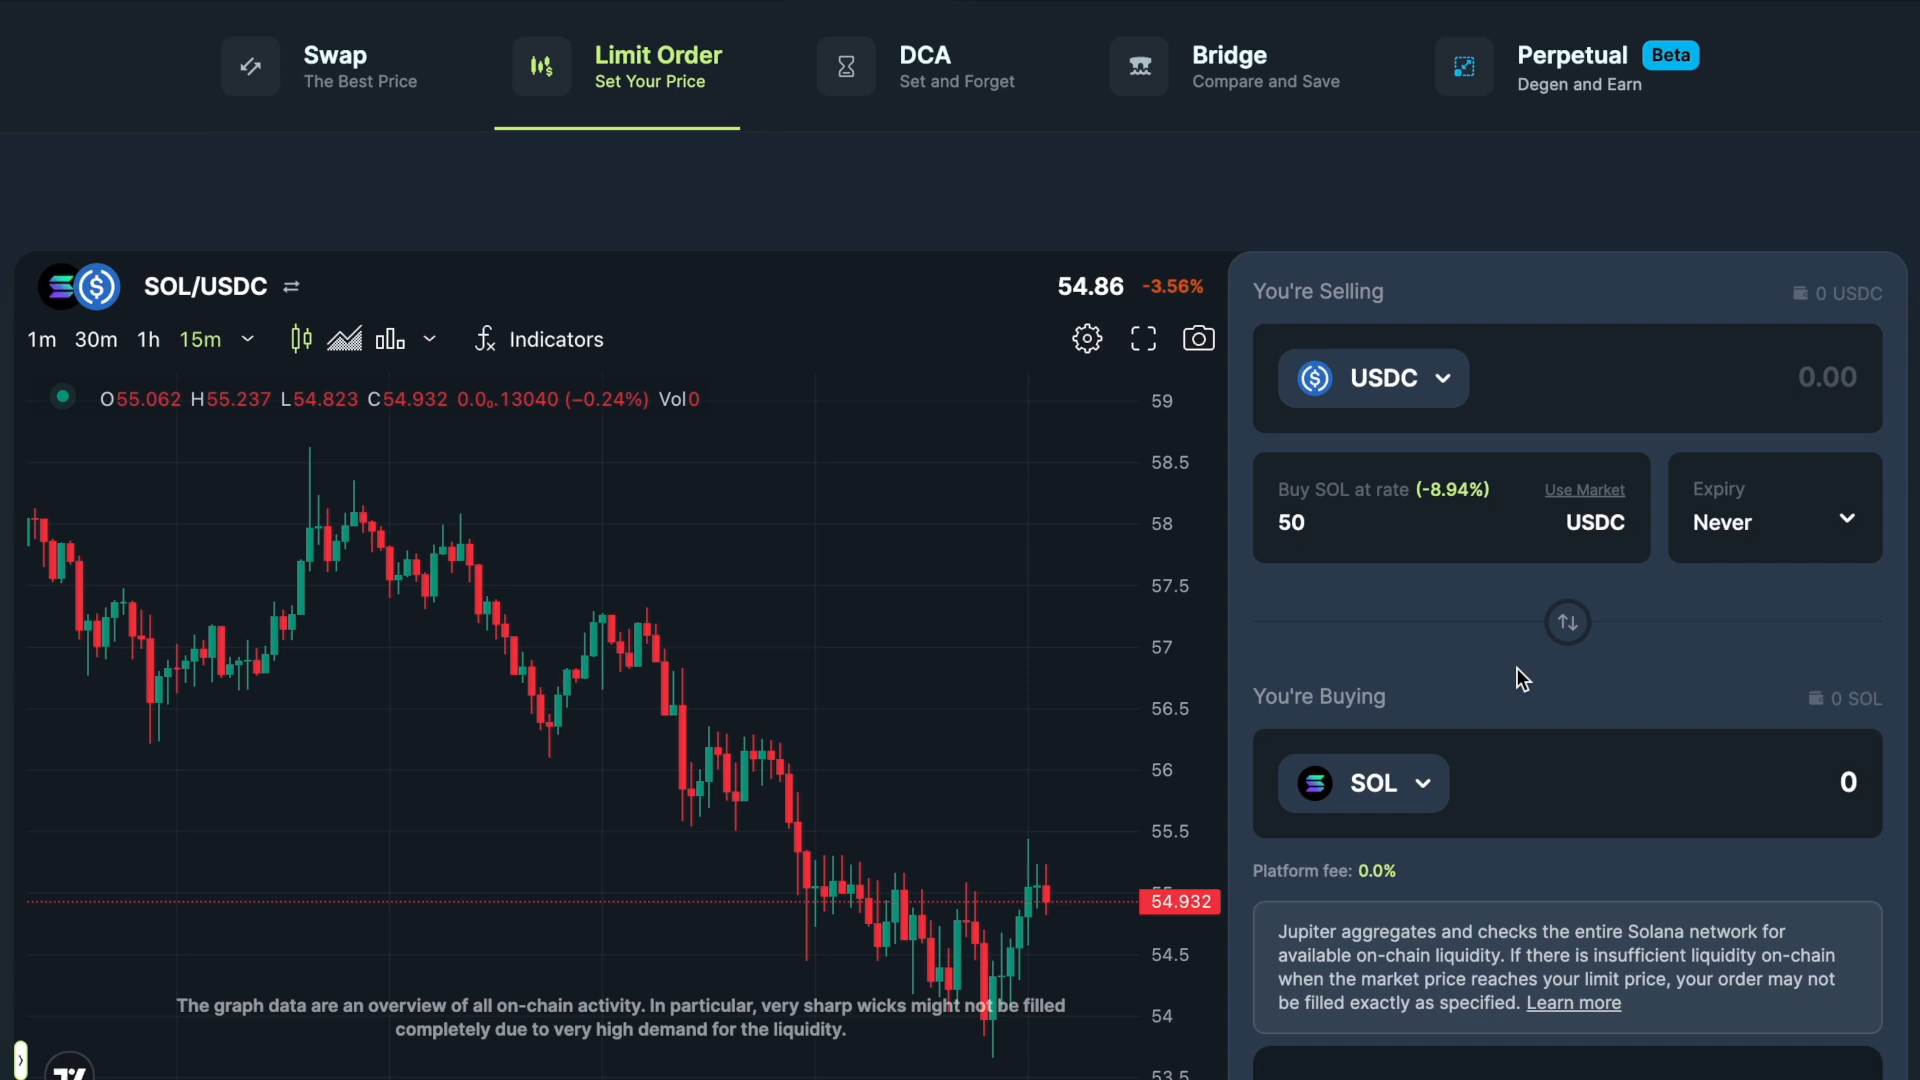 Swap
The Best Price
Limit Order
Set Your Price
DCA
Set and Forget
Bridge
Compare and Save
Perpetual Beta
Degen and Earn
SOL/USDC
54.86 -3.56%
1m 30m 1h 15m
Indicators
O55.062 H55.237 L54.823 C54.932 0.0₀.13040 (−0.24%) Vol0
59
58.5
58
57.5
57
56.5
56
55.5
54.932
54.5
54
53.5
The graph data are an overview of all on-chain activity. In particular, very sharp wicks might not be filled
completely due to very high demand for the liquidity.
You're Selling
0 USDC
USDC
0.00
Buy SOL at rate (-8.94%)
Use Market
50
USDC
Expiry
Never
You're Buying
0 SOL
SOL
0
Platform fee: 0.0%
Jupiter aggregates and checks the entire Solana network for
available on-chain liquidity. If there is insufficient liquidity on-chain
when the market price reaches your limit price, your order may not
be filled exactly as specified. Learn more